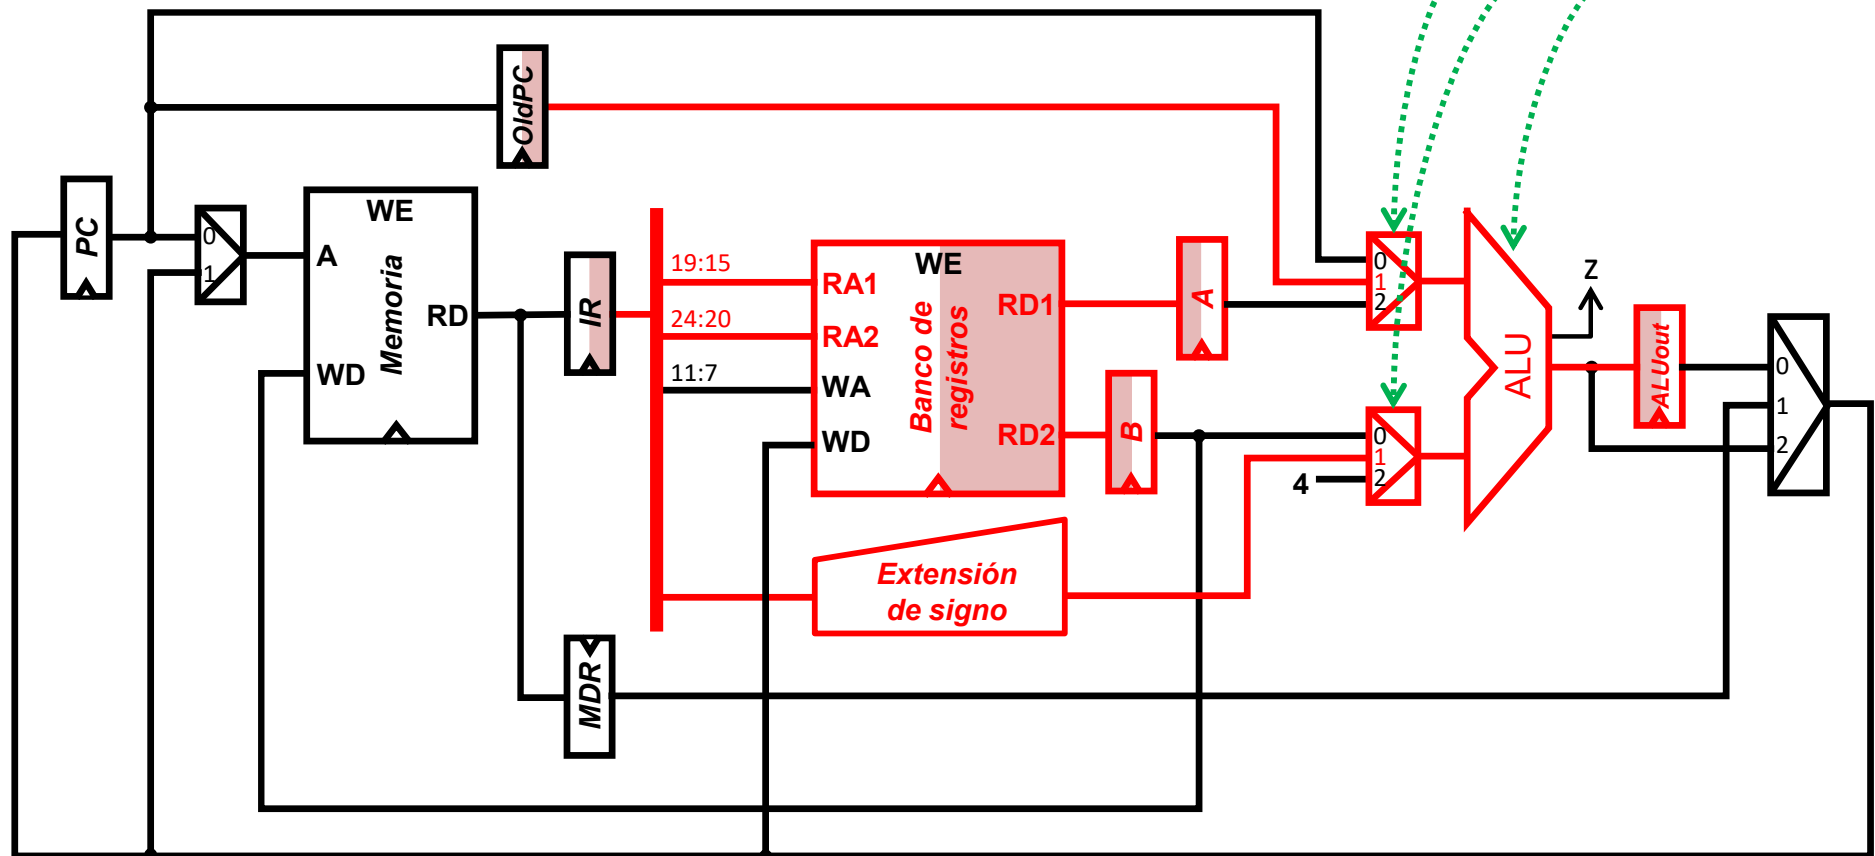 OldPC
PC
0
1
A
WE
Memoria
RD
WD
IR
19:15
24:20
11:7
RA1
RA2
WA
WD
WE
Banco de
registros
RD1
RD2
A
B
Extensión
de signo
MDR
0
1
2
0
1
2
4
ALU
Z
ALUout
0
1
2